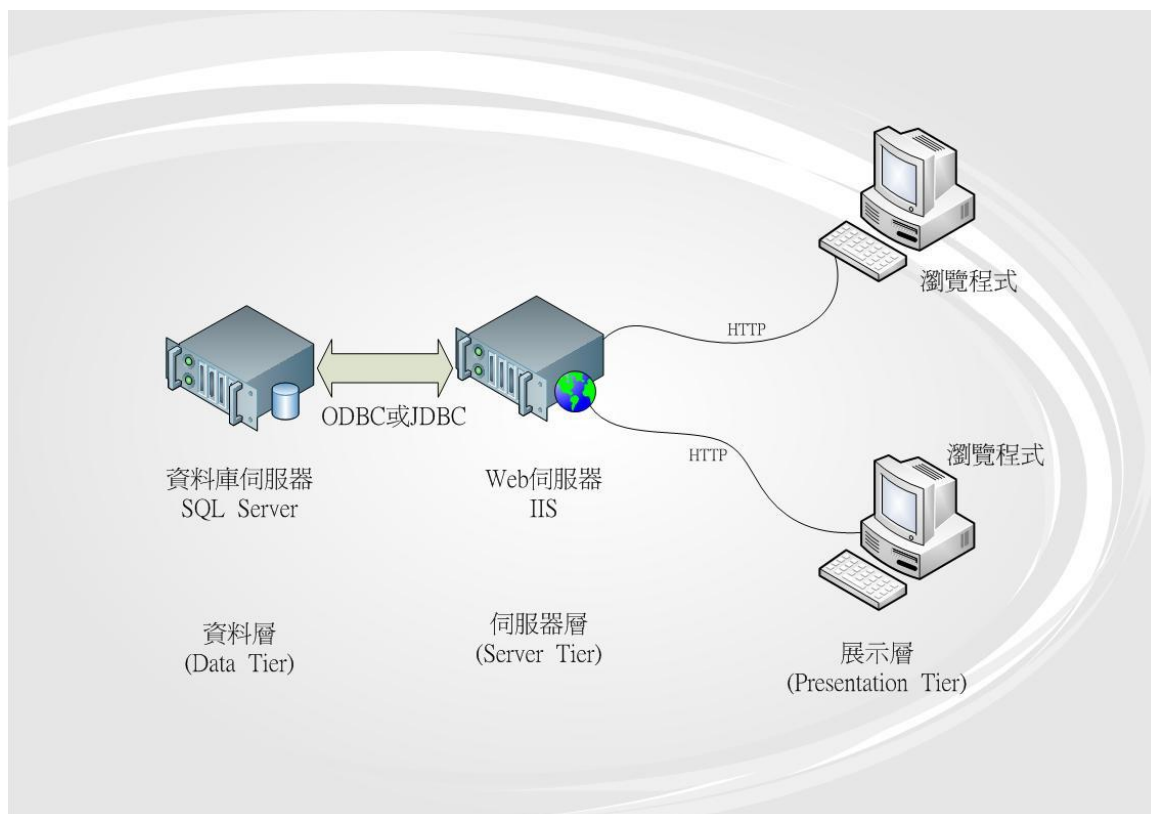 瀏覽程式
HTTP
ODBC或JDBC
HTTP
瀏覽程式
資料庫伺服器
SQL Server
Web伺服器
IIS
資料層
(Data Tier)
伺服器層
(Server Tier)
展示層
(Presentation Tier)